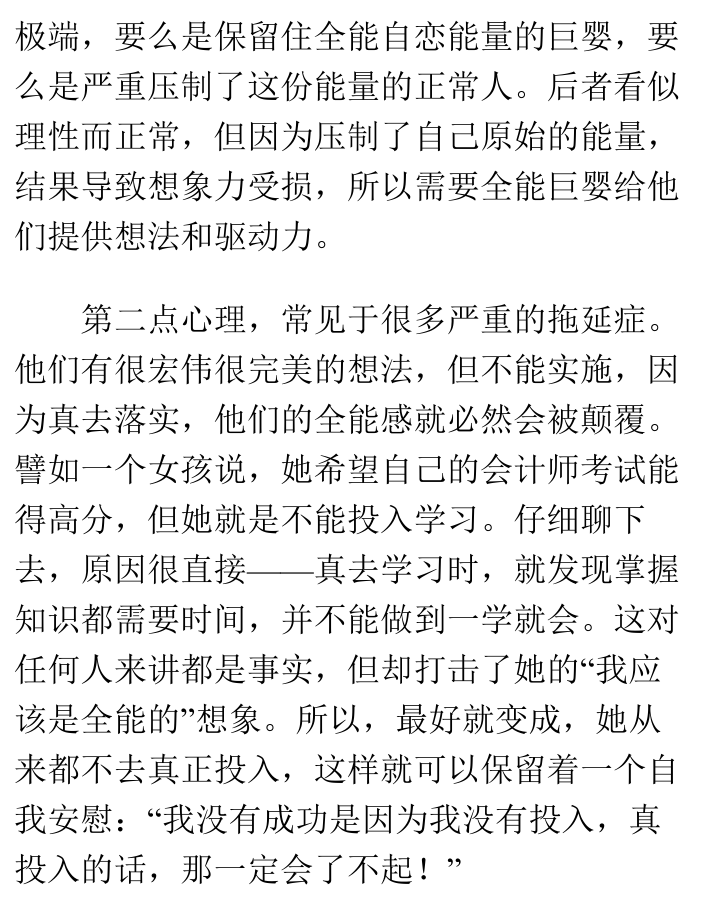 极端，要么是保留住全能自恋能量的巨婴，要
么是严重压制了这份能量的正常人。后者看似
理性而正常，但因为压制了自己原始的能量，
结果导致想象力受损，所以需要全能巨婴给他
们提供想法和驱动力。
第二点心理，常见于很多严重的拖延症。
他们有很宏伟很完美的想法，但不能实施，因
为真去落实，他们的全能感就必然会被颠覆。
譬如一个女孩说，她希望自己的会计师考试能
得高分，但她就是不能投入学习。仔细聊下
去，原因很直接——真去学习时，就发现掌握
知识都需要时间，并不能做到一学就会。这对
任何人来讲都是事实，但却打击了她的“我应
该是全能的”想象。所以，最好就变成，她从
来都不去真正投入，这样就可以保留着一个自
我安慰：“我没有成功是因为我没有投入，真
投入的话，那一定会了不起！”